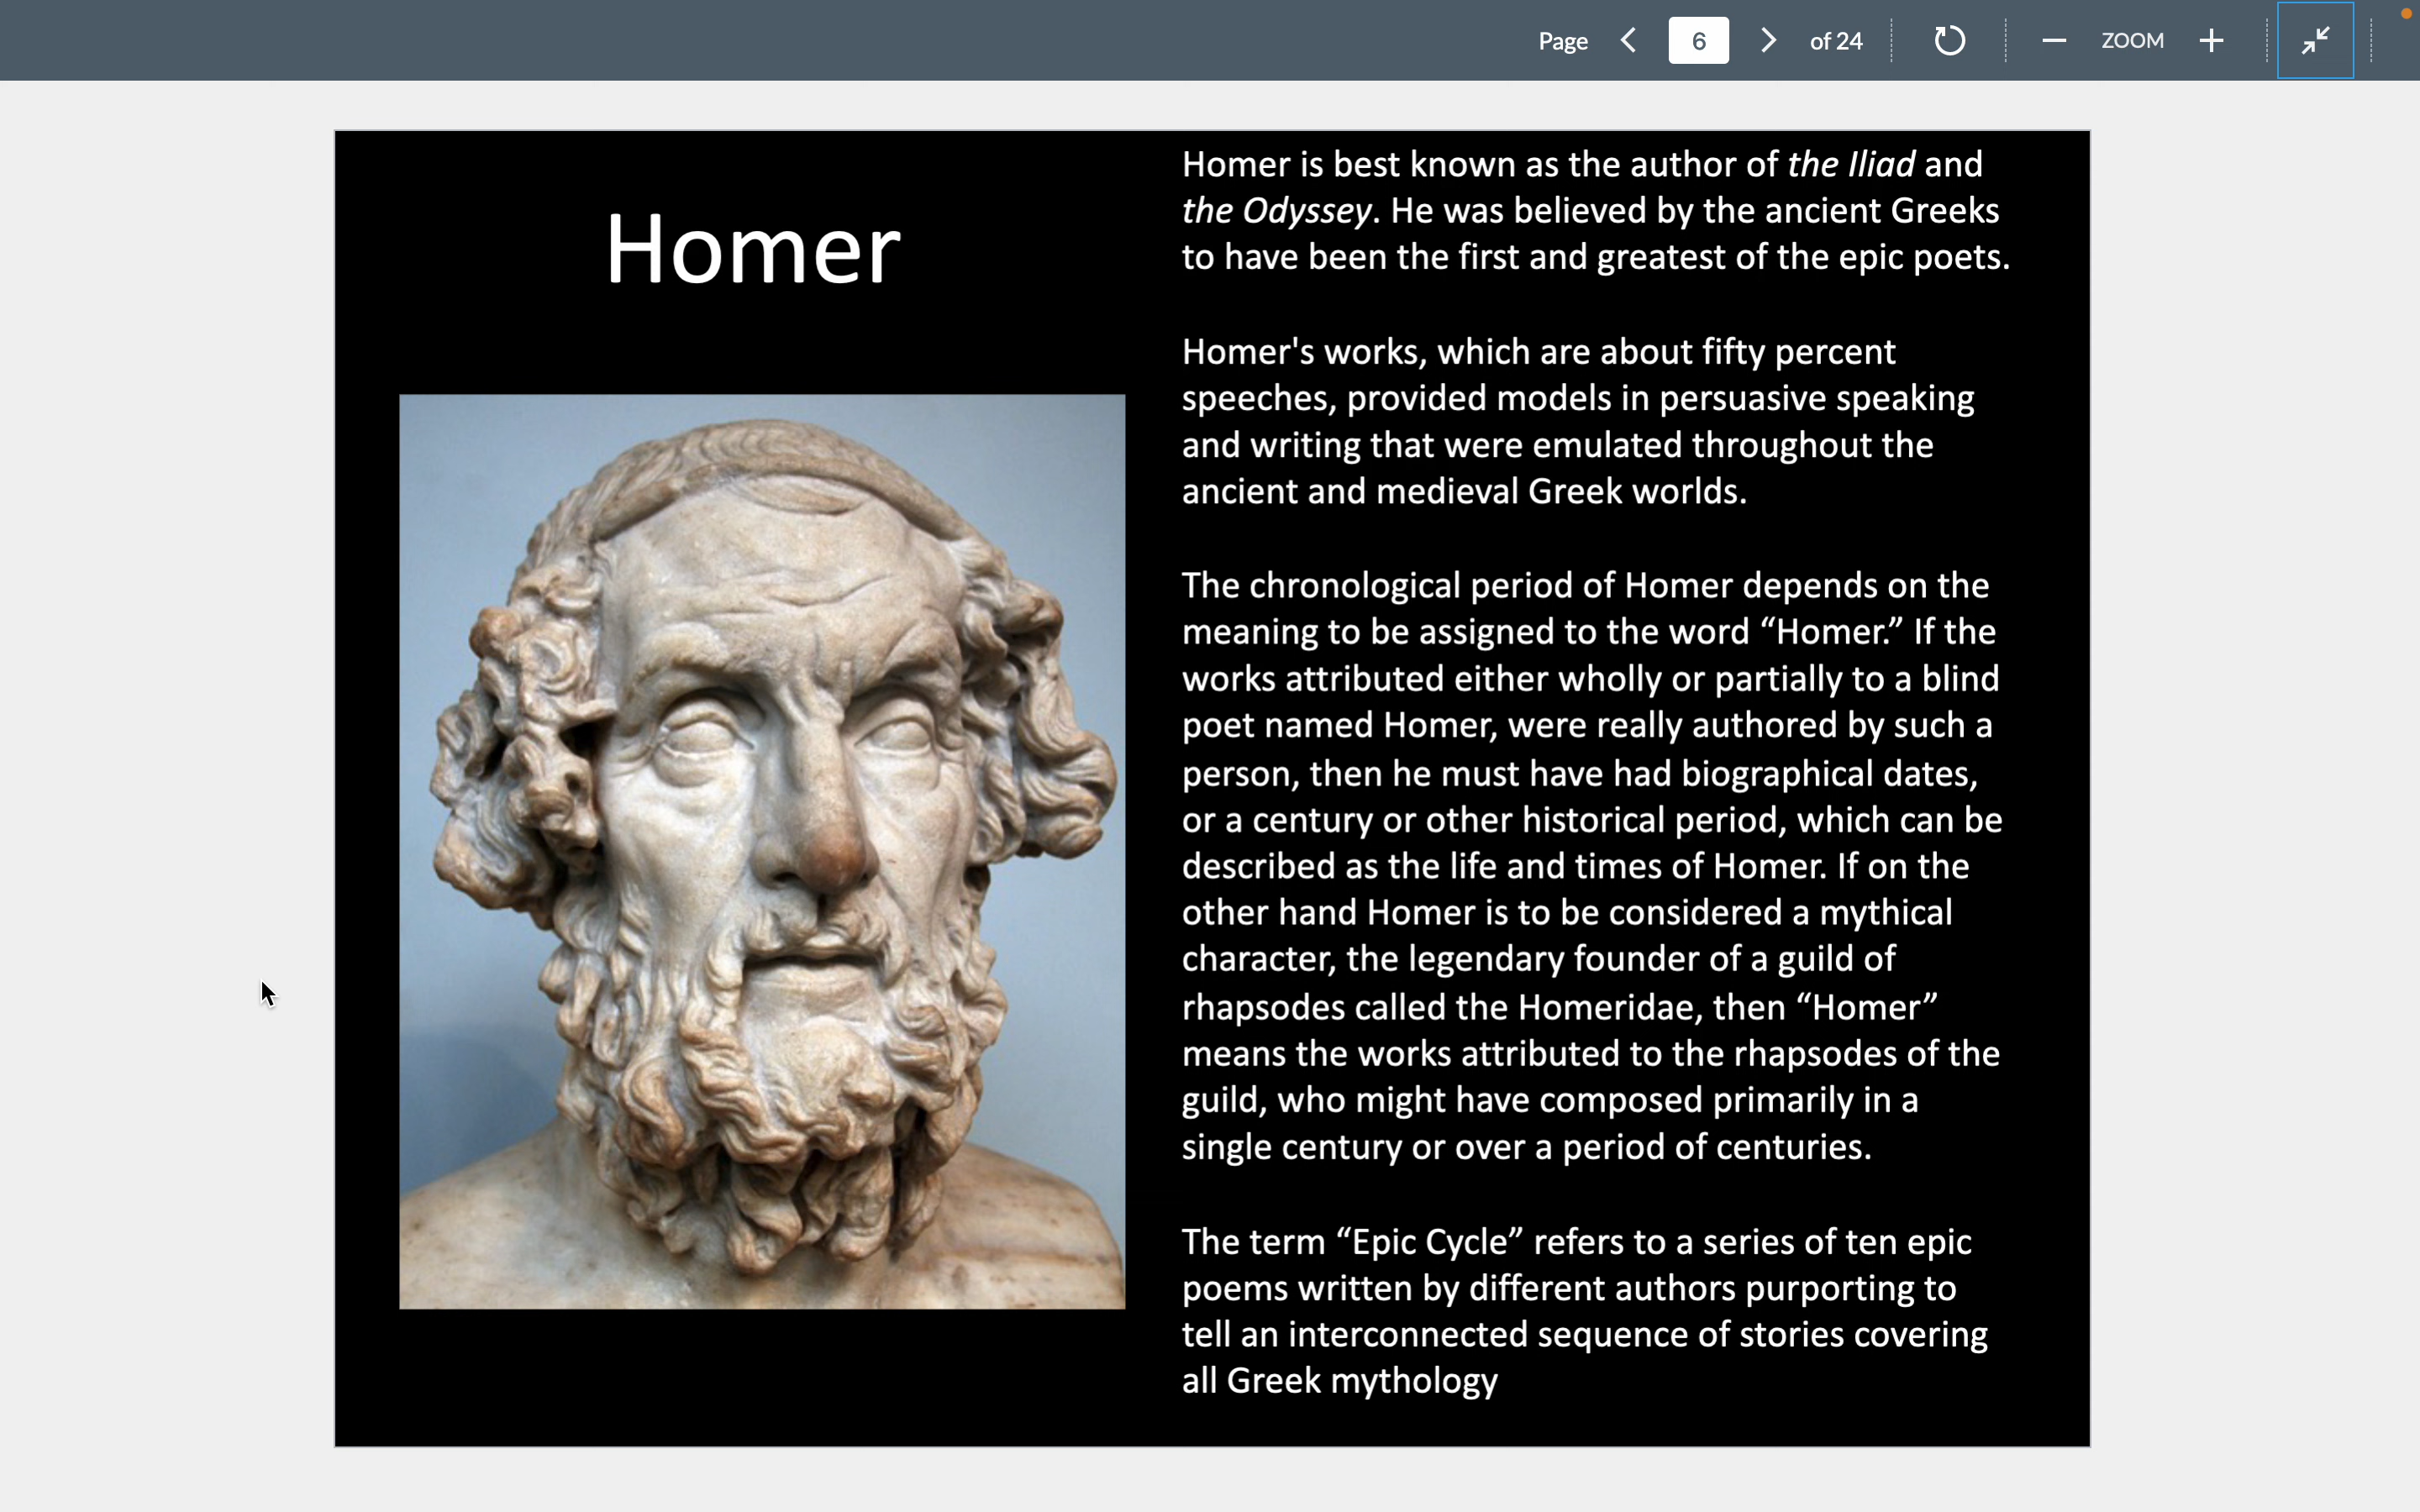 Page 6 of 24 ZOOM
Homer
Homer is best known as the author of the Iliad and
the Odyssey. He was believed by the ancient Greeks
to have been the first and greatest of the epic poets.
Homer's works, which are about fifty percent
speeches, provided models in persuasive speaking
and writing that were emulated throughout the
ancient and medieval Greek worlds.
The chronological period of Homer depends on the
meaning to be assigned to the word “Homer.” If the
works attributed either wholly or partially to a blind
poet named Homer, were really authored by such a
person, then he must have had biographical dates,
or a century or other historical period, which can be
described as the life and times of Homer. If on the
other hand Homer is to be considered a mythical
character, the legendary founder of a guild of
rhapsodes called the Homeridae, then “Homer”
means the works attributed to the rhapsodes of the
guild, who might have composed primarily in a
single century or over a period of centuries.
The term “Epic Cycle” refers to a series of ten epic
poems written by different authors purporting to
tell an interconnected sequence of stories covering
all Greek mythology